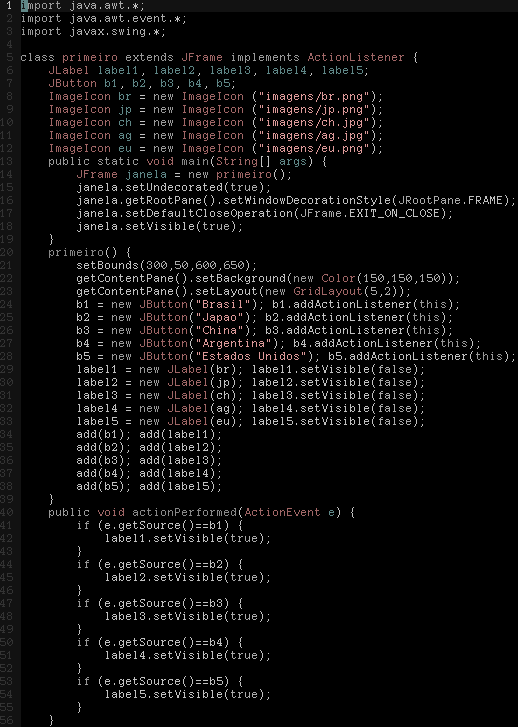 1 import java.awt.*;
2 import java.awt.event.*;
3 import javax.swing.*;
4
5 class primeiro extends JFrame implements ActionListener {
6     JLabel label1, label2, label3, label4, label5;
7     JButton b1, b2, b3, b4, b5;
8     ImageIcon br = new ImageIcon ("imagens/br.png");
9     ImageIcon jp = new ImageIcon ("imagens/jp.png");
10     ImageIcon ch = new ImageIcon ("imagens/ch.jpg");
11     ImageIcon ag = new ImageIcon ("imagens/ag.jpg");
12     ImageIcon eu = new ImageIcon ("imagens/eu.png");
13     public static void main(String[] args) {
14         JFrame janela = new primeiro();
15         janela.setUndecorated(true);
16         janela.getRootPane().setWindowDecorationStyle(JRootPane.FRAME);
17         janela.setDefaultCloseOperation(JFrame.EXIT_ON_CLOSE);
18         janela.setVisible(true);
19     }
20     primeiro() {
21         setBounds(300,50,600,650);
22         getContentPane().setBackground(new Color(150,150,150));
23         getContentPane().setLayout(new GridLayout(5,2));
24         b1 = new JButton("Brasil"); b1.addActionListener(this);
25         b2 = new JButton("Japao"); b2.addActionListener(this);
26         b3 = new JButton("China"); b3.addActionListener(this);
27         b4 = new JButton("Argentina"); b4.addActionListener(this);
28         b5 = new JButton("Estados Unidos"); b5.addActionListener(this);
29         label1 = new JLabel(br); label1.setVisible(false);
30         label2 = new JLabel(jp); label2.setVisible(false);
31         label3 = new JLabel(ch); label3.setVisible(false);
32         label4 = new JLabel(ag); label4.setVisible(false);
33         label5 = new JLabel(eu); label5.setVisible(false);
34         add(b1); add(label1);
35         add(b2); add(label2);
36         add(b3); add(label3);
37         add(b4); add(label4);
38         add(b5); add(label5);
39     }
40     public void actionPerformed(ActionEvent e) {
41         if (e.getSource()==b1) {
42             label1.setVisible(true);
43         }
44         if (e.getSource()==b2) {
45             label2.setVisible(true);
46         }
47         if (e.getSource()==b3) {
48             label3.setVisible(true);
49         }
50         if (e.getSource()==b4) {
51             label4.setVisible(true);
52         }
53         if (e.getSource()==b5) {
54             label5.setVisible(true);
55         }
56     }